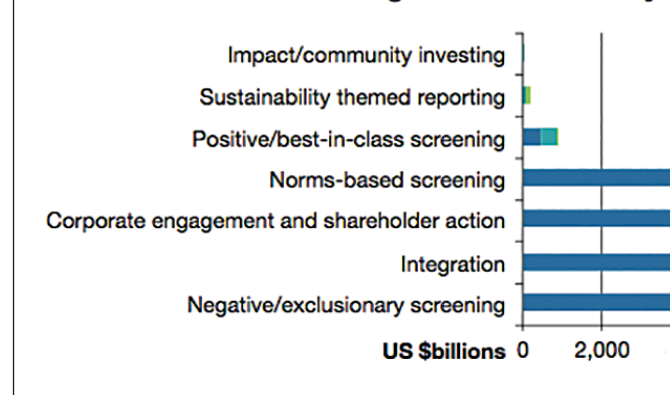 Impact/community investing
Sustainability themed reporting
Positive/best-in-class screening
Norms-based screening
Corporate engagement and shareholder action
Integration
Negative/exclusionary screening
US $billions 0 2,000